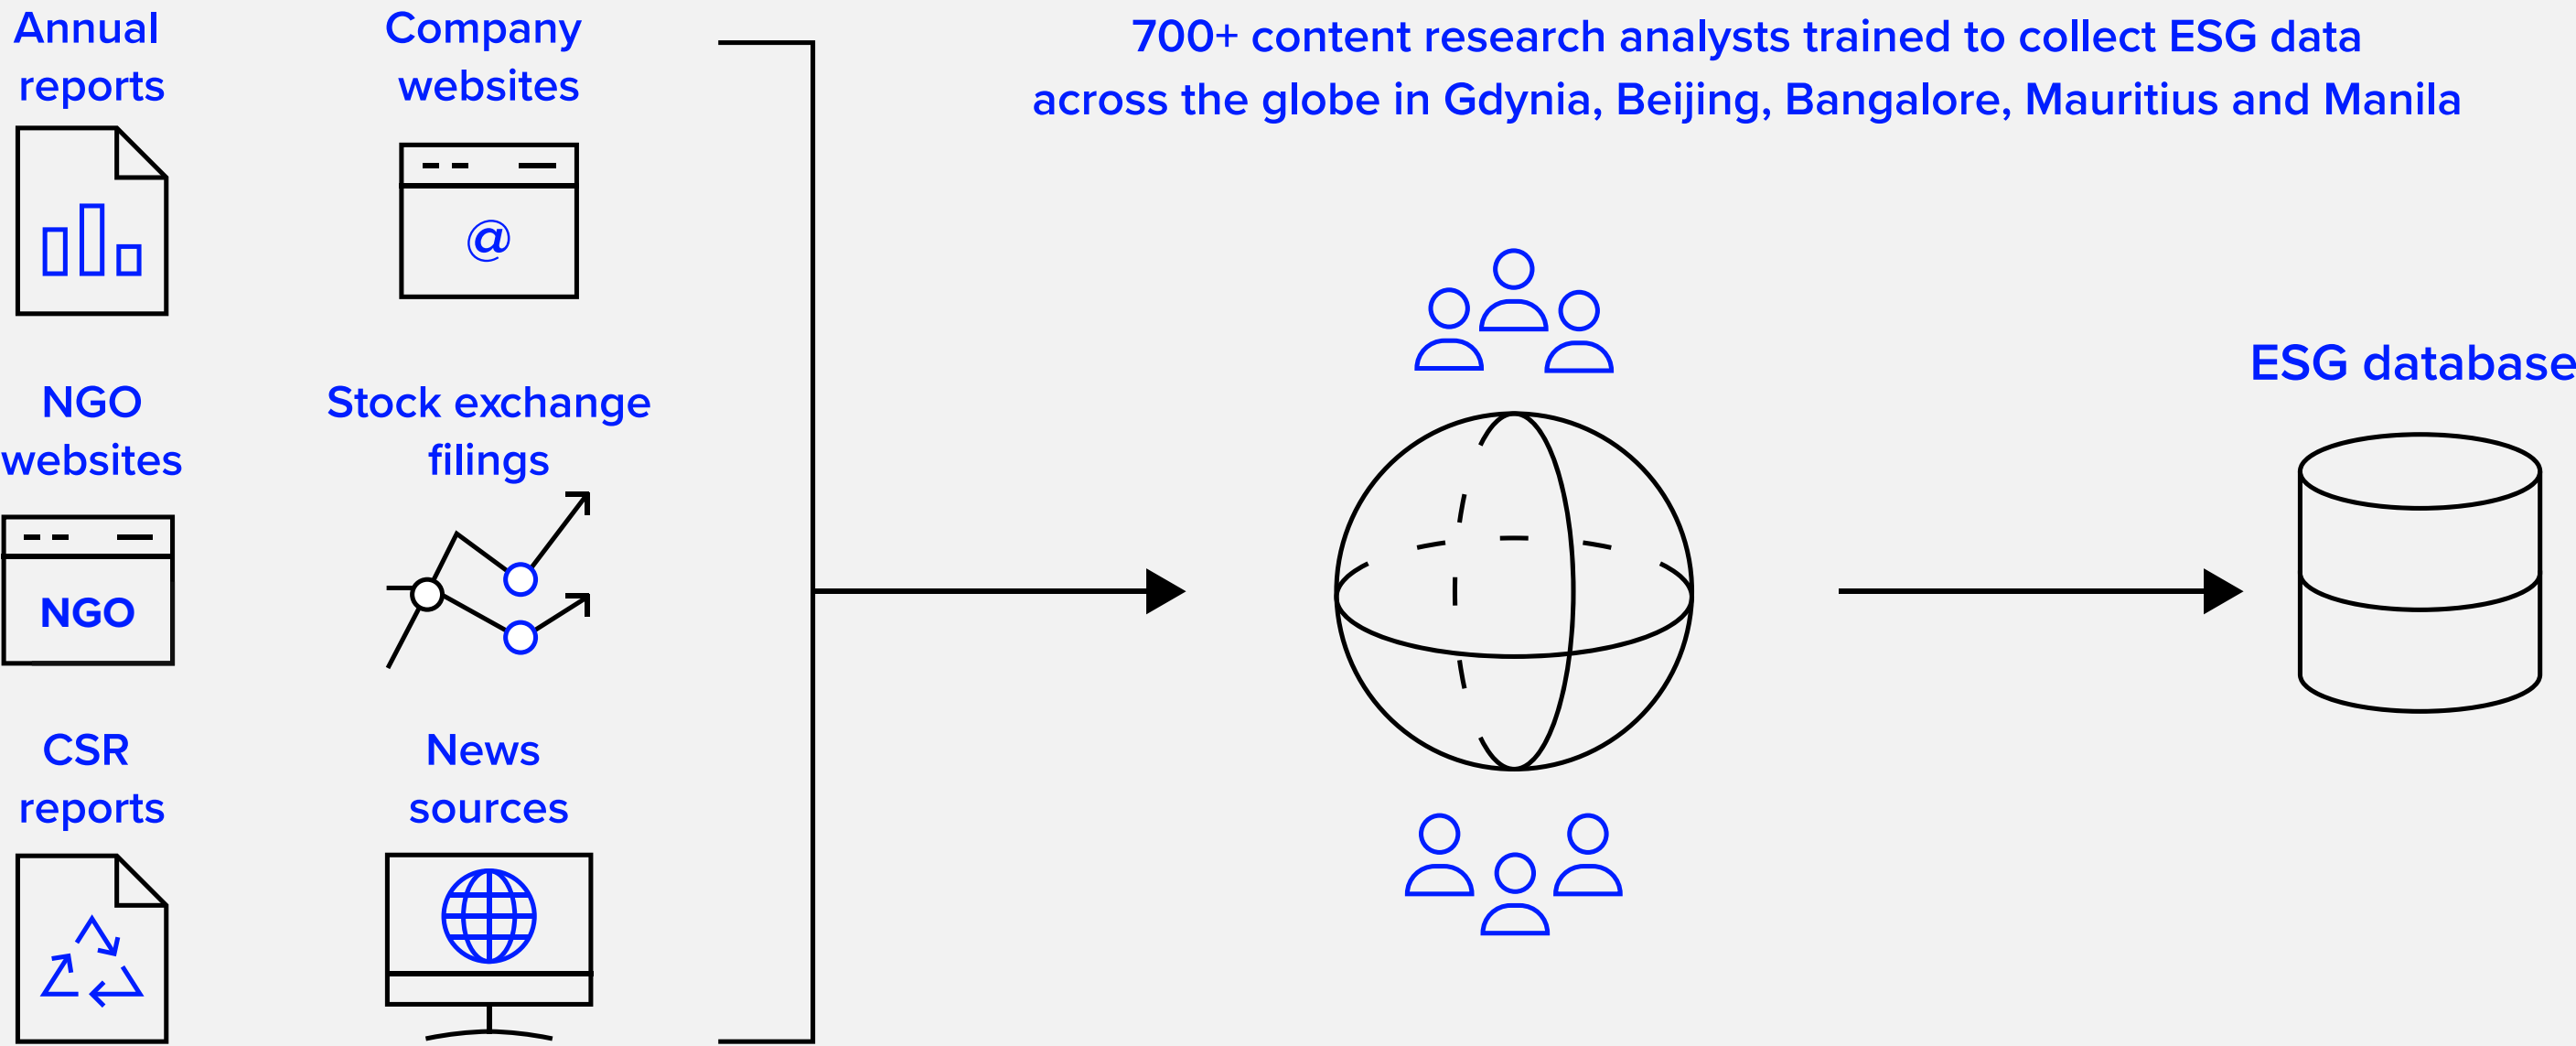 Annual
reports
Company
websites
@
NGO
websites
NGO
Stock exchange
filings
CSR
reports
News
sources
700+ content research analysts trained to collect ESG data
across the globe in Gdynia, Beijing, Bangalore, Mauritius and Manila
ESG database